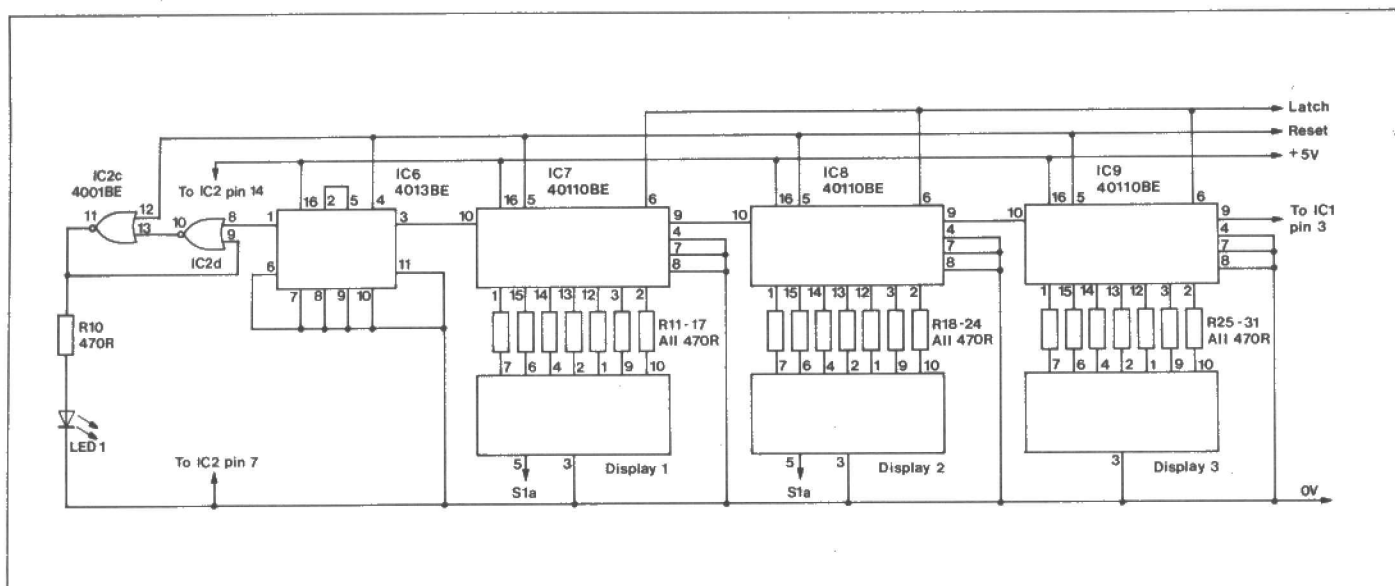 Latch
Reset
+5V
IC2c
4001BE
To IC2 pin 14
IC6
4013BE
IC7
40110BE
IC8
40110BE
IC9
40110BE
11 12 13 10 8 9
IC2d
1 16 2 5 4 3 6 11 7 8 9 10
10 16 5 6 9 4 7 8
10 16 5 6 9 4 7 8
10 16 5 6 9 4 7 8
To IC1
pin 3
1 15 14 13 12 3 2
1 15 14 13 12 3 2
1 15 14 13 12 3 2
R10
470R
R11-17
All 470R
R18-24
All 470R
R25-31
All 470R
7 6 4 2 1 9 10
7 6 4 2 1 9 10
7 6 4 2 1 9 10
LED1
To IC2 pin 7
5 3
Display 1
5 3
Display 2
3
Display 3
S1a
S1a
0V